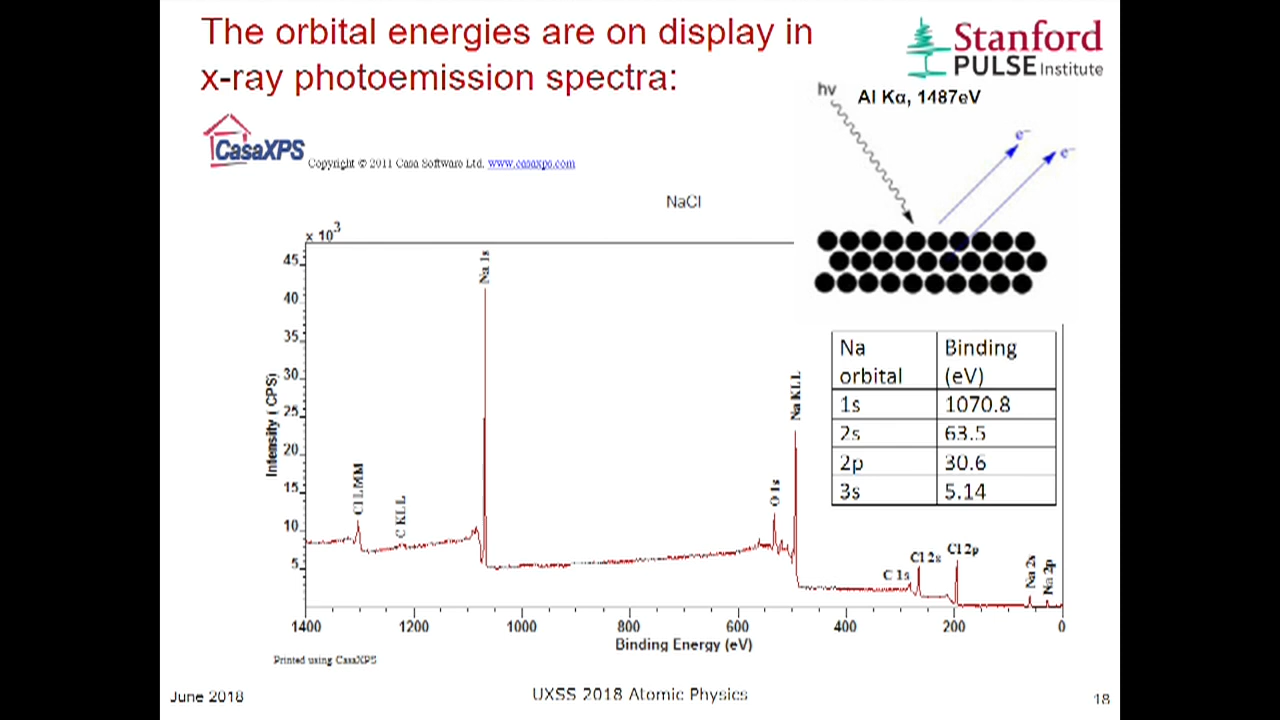 The orbital energies are on display in
x-ray photoemission spectra:
Stanford
PULSE Institute
hν
Al Kα, 1487eV
e⁻
e⁻
CasaXPS
Copyright © 2011 Casa Software Ltd. www.casaxps.com
NaCl
x 10³
45
40
35
30
25
20
15
10
5
Intensity (CPS)
Cl LMM
C KLL
Na 1s
O 1s
Na KLL
C 1s
Cl 2s
Cl 2p
Na 2s
Na 2p
Na orbital
Binding (eV)
1s 1070.8
2s 63.5
2p 30.6
3s 5.14
1400 1200 1000 800 600 400 200 0
Binding Energy (eV)
Printed using CasaXPS
June 2018
UXSS 2018 Atomic Physics
18